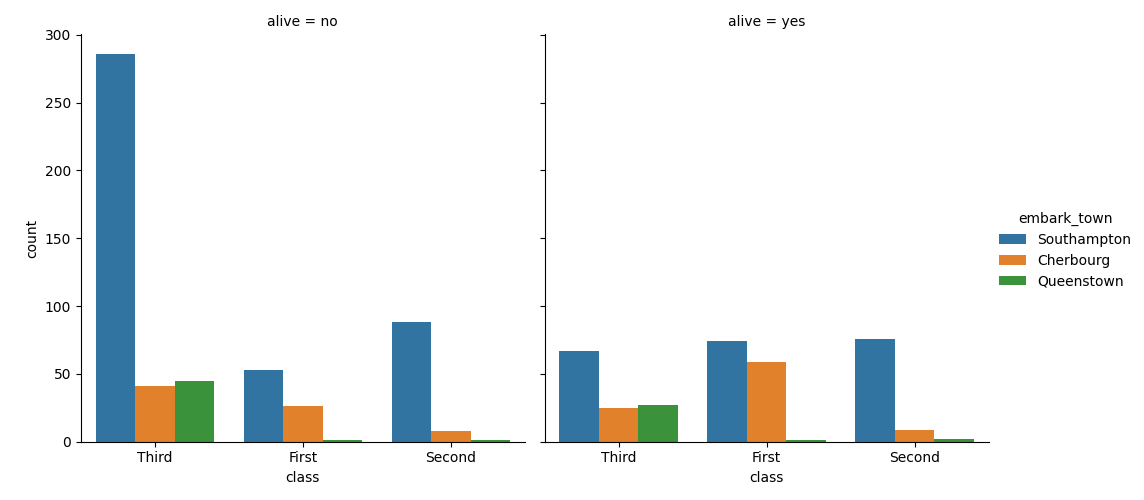 alive = no
alive = yes
300
250
200
150
100
50
0
count
Third First Second
class
Third First Second
class
embark_town
Southampton
Cherbourg
Queenstown